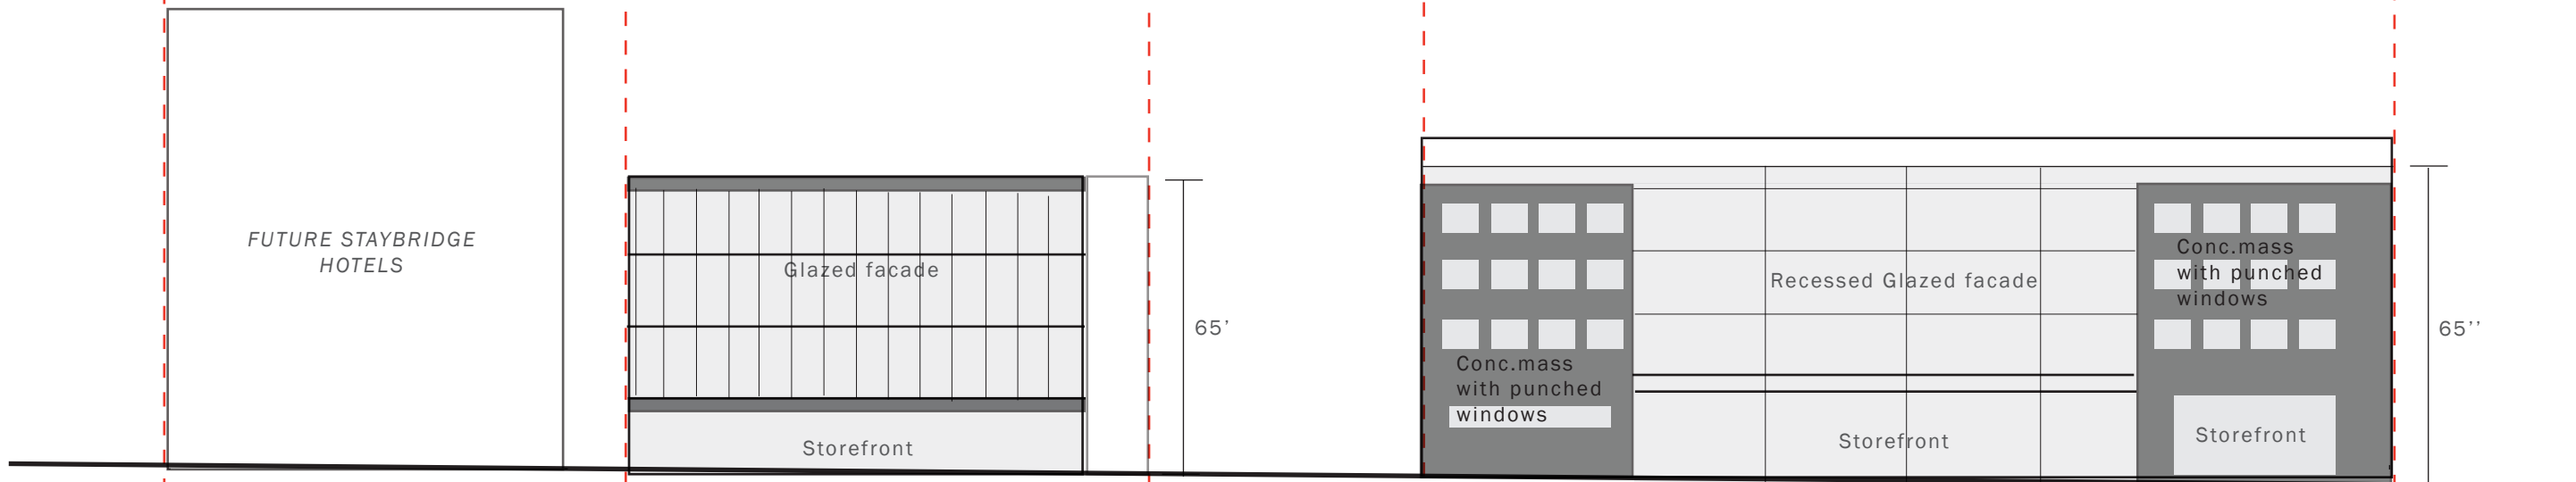 FUTURE STAYBRIDGE
HOTELS
Glazed facade
Storefront
65’
Conc.mass
with punched
windows
Recessed Glazed facade
Storefront
Conc.mass
with punched
windows
Storefront
65’’